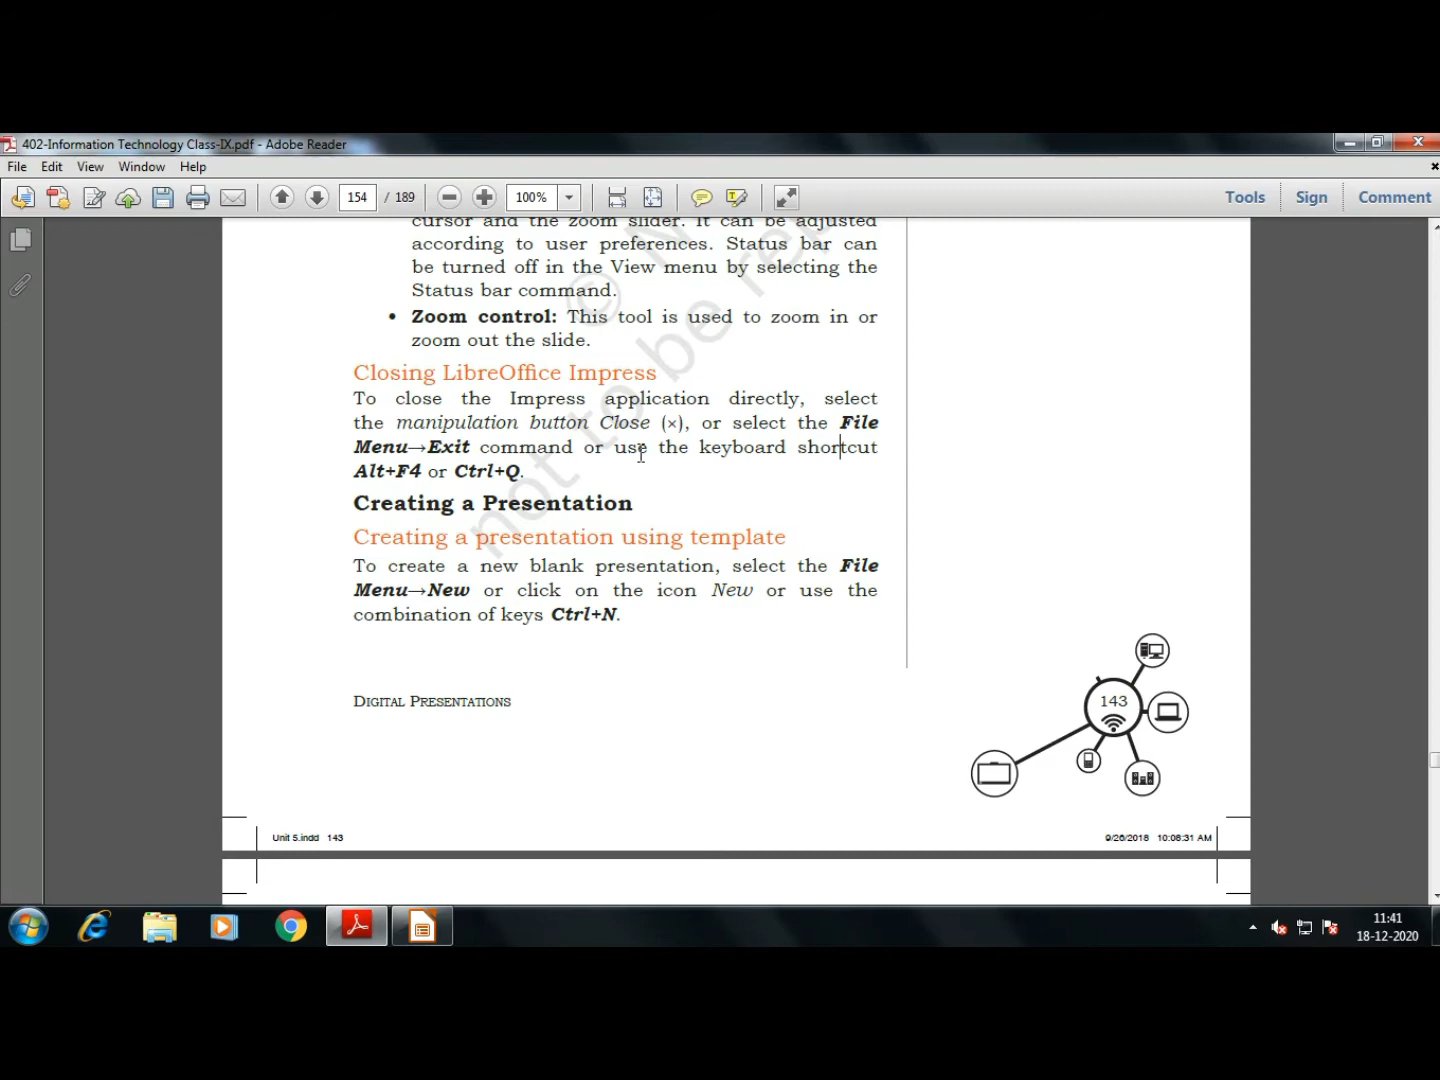 402-Information Technology Class-IX.pdf - Adobe Reader
File Edit View Window Help
154 / 189 100% Tools Sign Comment
cursor and the zoom slider. It can be adjusted
according to user preferences. Status bar can
be turned off in the View menu by selecting the
Status bar command.
• Zoom control: This tool is used to zoom in or
zoom out the slide.
Closing LibreOffice Impress
To close the Impress application directly, select
the manipulation button Close (×), or select the File
Menu→Exit command or use the keyboard shortcut
Alt+F4 or Ctrl+Q.
Creating a Presentation
Creating a presentation using template
To create a new blank presentation, select the File
Menu→New or click on the icon New or use the
combination of keys Ctrl+N.
© N
not to be rep
DIGITAL PRESENTATIONS
143
Unit 5.indd 143
9/26/2018 10:08:31 AM
11:41
18-12-2020